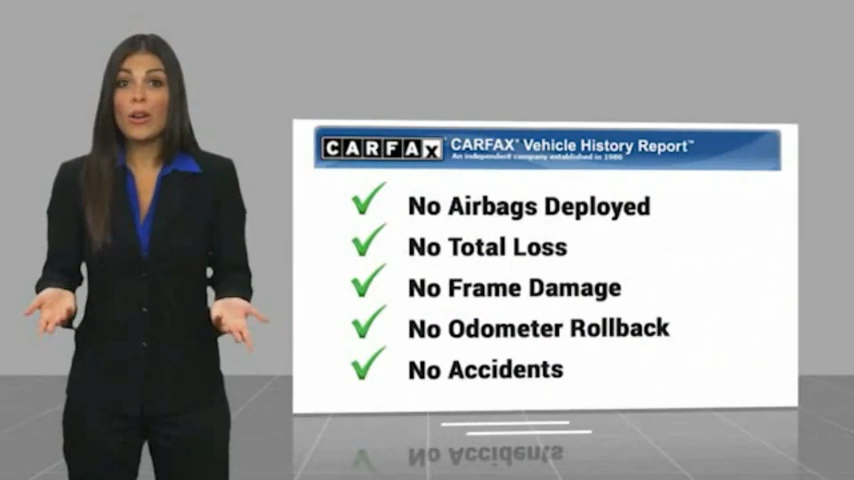 CARFAX CARFAX® Vehicle History Report™
An independent company established in 1986
No Airbags Deployed
No Total Loss
No Frame Damage
No Odometer Rollback
No Accidents
No Accidents